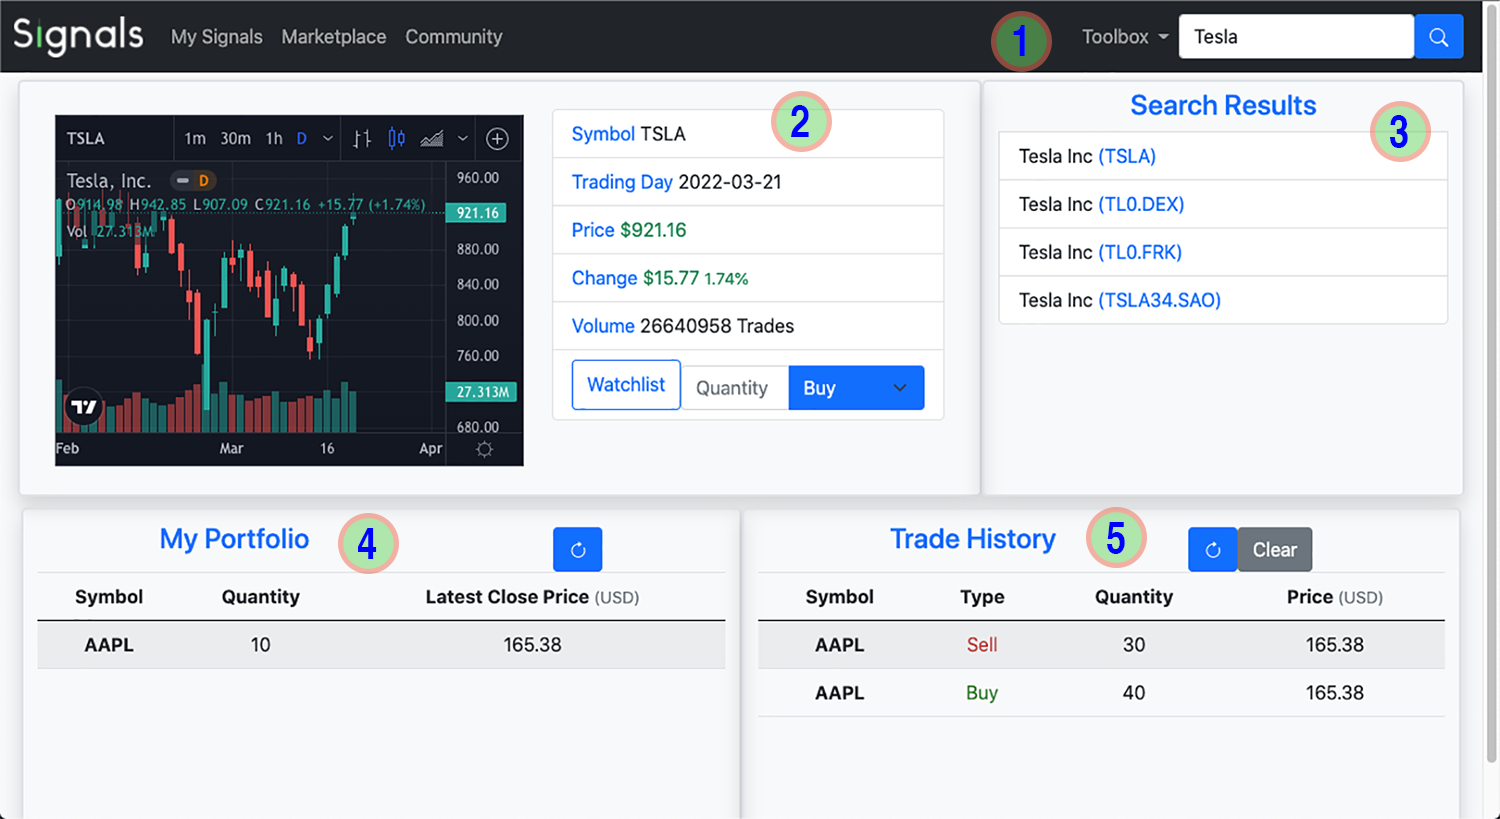 Signals My Signals Marketplace Community 1 Toolbox Tesla
TSLA 1m 30m 1h D
Tesla, Inc. D
O914.98 H942.85 L907.09 C921.16 +15.77 (+1.74%)
Vol 27.313M
960.00
921.16
880.00
840.00
800.00
760.00
27.313M
680.00
Feb Mar 16 Apr
2
Symbol TSLA
Trading Day 2022-03-21
Price $921.16
Change $15.77 1.74%
Volume 26640958 Trades
Watchlist Quantity Buy
Search Results
3
Tesla Inc (TSLA)
Tesla Inc (TL0.DEX)
Tesla Inc (TL0.FRK)
Tesla Inc (TSLA34.SAO)
My Portfolio 4
Symbol Quantity Latest Close Price (USD)
AAPL 10 165.38
Trade History 5 Clear
Symbol Type Quantity Price (USD)
AAPL Sell 30 165.38
AAPL Buy 40 165.38